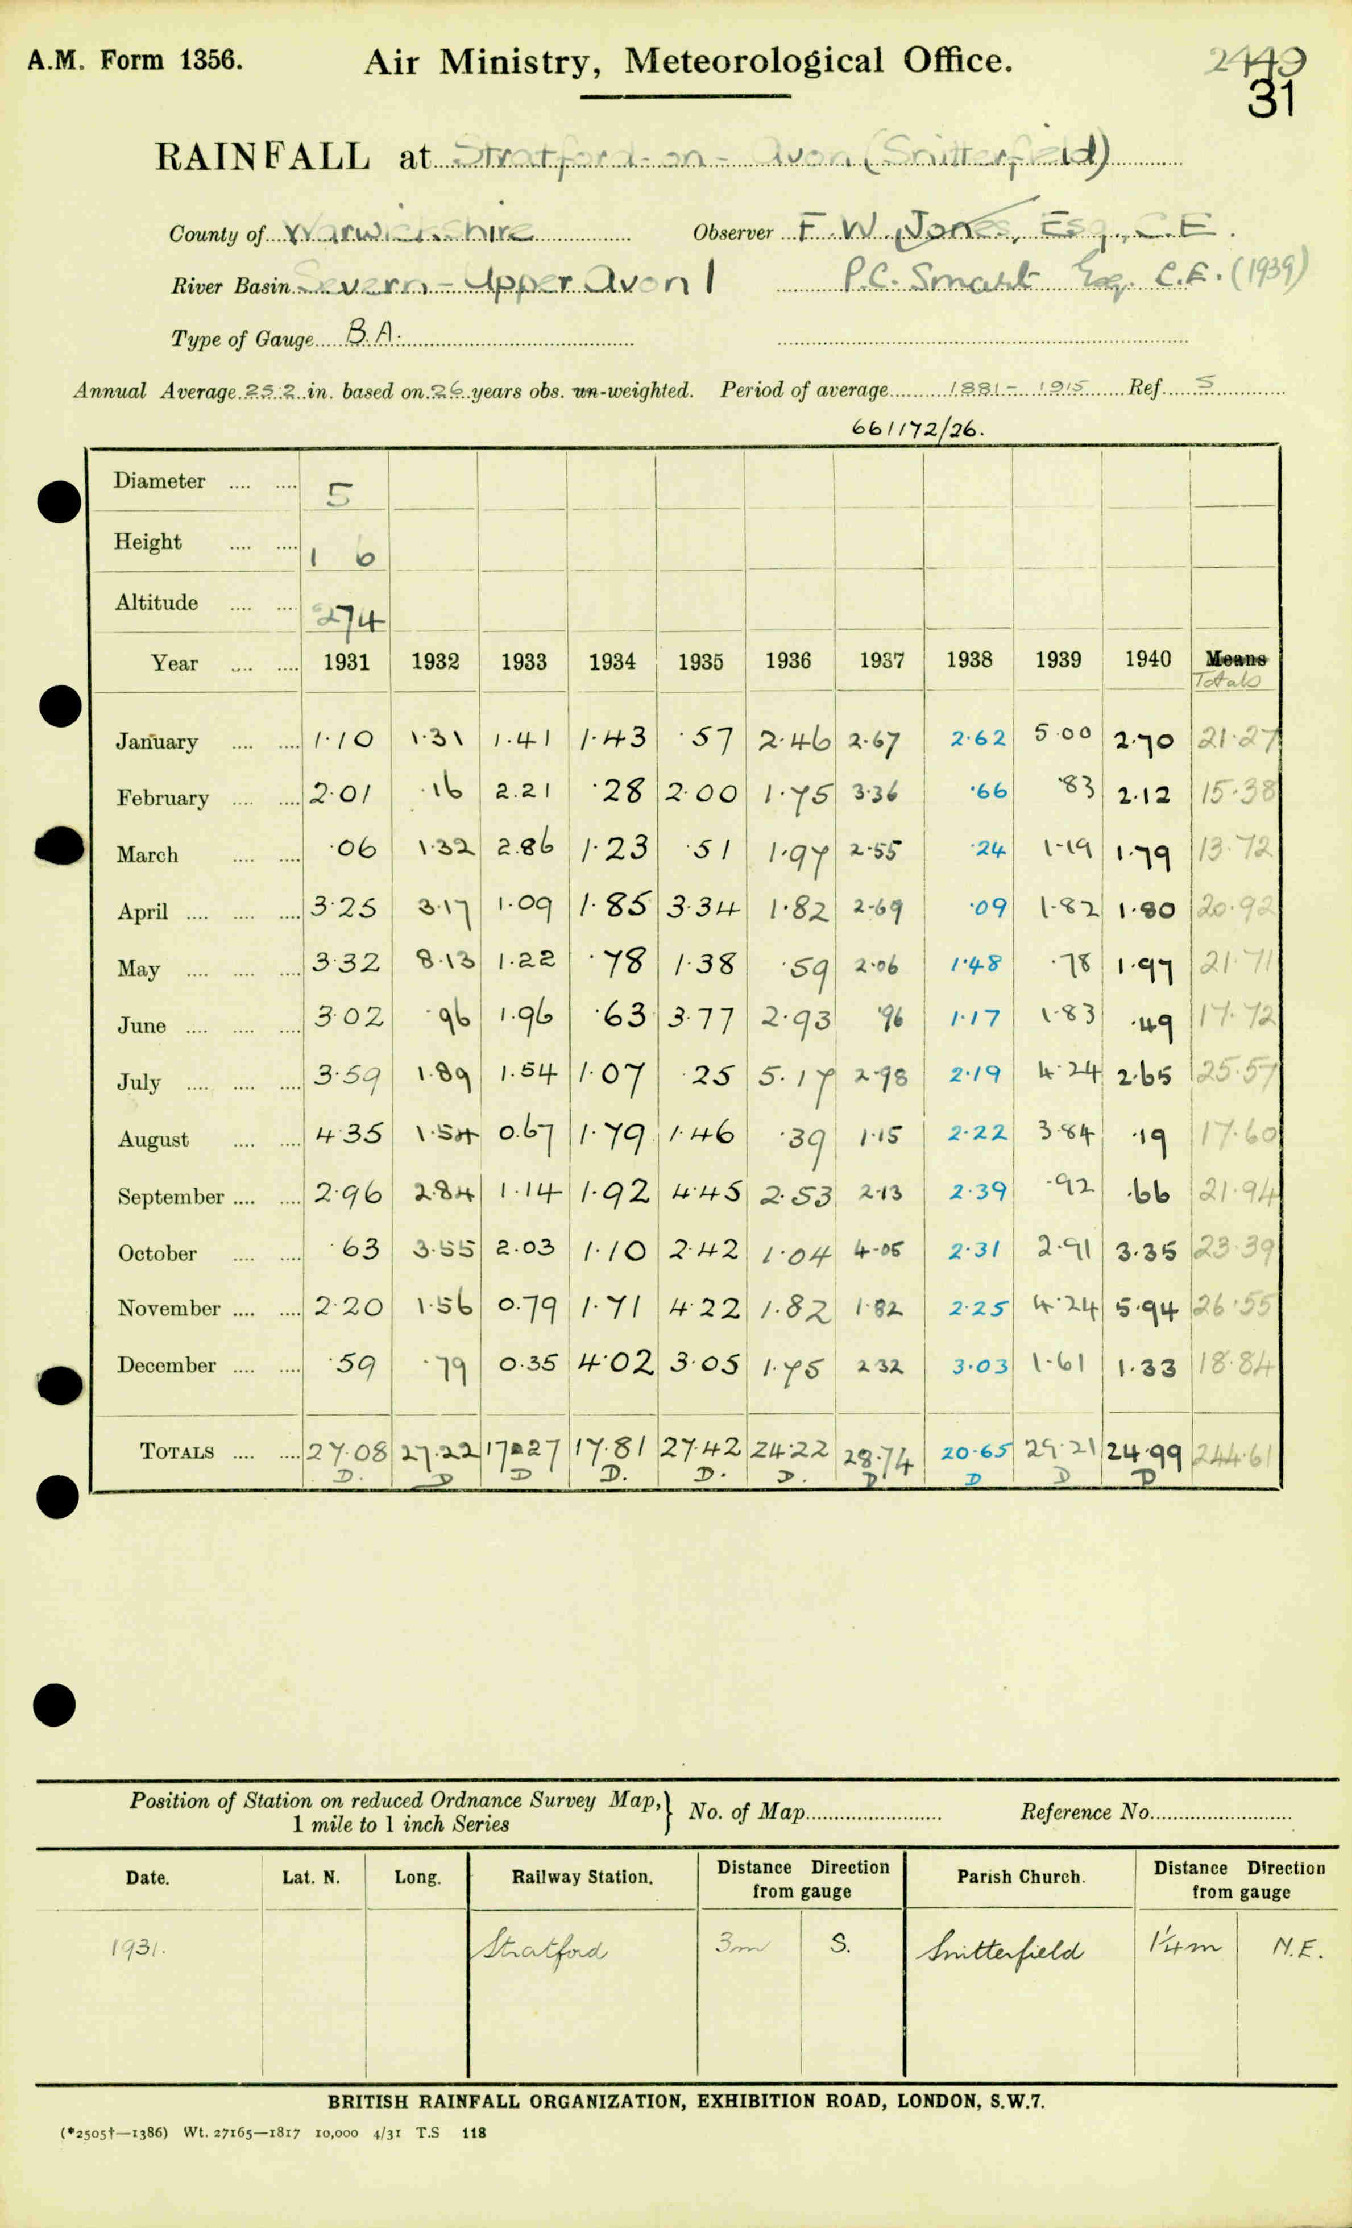 A.M. Form 1356. Air Ministry, Meteorological Office. 2449
31
RAINFALL at Stratford-on-Avon (Snitterfield)
County of Warwickshire Observer F. W. Jones, Esq., C.E.
River Basin Severn - Upper Avon 1 P.C. Smart Esq. C.E. (1939)
Type of Gauge B.A.
Annual Average 25.2 in. based on 26 years obs. un-weighted. Period of average 1881 - 1915 Ref. S
661172/26.
Diameter 5
Height 1 6
Altitude 274
Year 1931 1932 1933 1934 1935 1936 1937 1938 1939 1940 Means
Totals
January 1.10 1.31 1.41 1.43 .57 2.46 2.67 2.62 5.00 2.70 21.27
February 2.01 .16 2.21 .28 2.00 1.75 3.36 .66 .83 2.12 15.38
March .06 1.32 2.86 1.23 .51 1.97 2.55 .24 1.19 1.79 13.72
April 3.25 3.17 1.09 1.85 3.34 1.82 2.69 .09 1.82 1.80 20.92
May 3.32 8.13 1.22 .78 1.38 .59 2.06 1.48 .78 1.97 21.71
June 3.02 .96 1.96 .63 3.77 2.93 .96 1.17 1.83 .49 17.72
July 3.59 1.89 1.54 1.07 .25 5.17 2.98 2.19 4.24 2.65 25.57
August 4.35 1.54 0.67 1.79 1.46 .39 1.15 2.22 3.84 .19 17.60
September 2.96 2.84 1.14 1.92 4.45 2.53 2.13 2.39 .92 .66 21.94
October .63 3.55 2.03 1.10 2.42 1.04 4.05 2.31 2.91 3.35 23.39
November 2.20 1.56 0.79 1.71 4.22 1.82 1.82 2.25 4.24 5.94 26.55
December .59 .79 0.35 4.02 3.05 1.75 2.32 3.03 1.61 1.33 18.84
TOTALS 27.08 27.22 17.27 17.81 27.42 24.22 28.74 20.65 29.21 24.99 244.61
D. D D D. D. D. D D D D
Position of Station on reduced Ordnance Survey Map, } No. of Map Reference No.
1 mile to 1 inch Series
Date. Lat. N. Long. Railway Station. Distance Direction from gauge Parish Church. Distance Direction from gauge
1931. Stratford 3m S. Snitterfield 1¼m N.E.
BRITISH RAINFALL ORGANIZATION, EXHIBITION ROAD, LONDON, S.W.7.
(*2505†—1386) Wt. 27165—1817 10,000 4/31 T.S 118